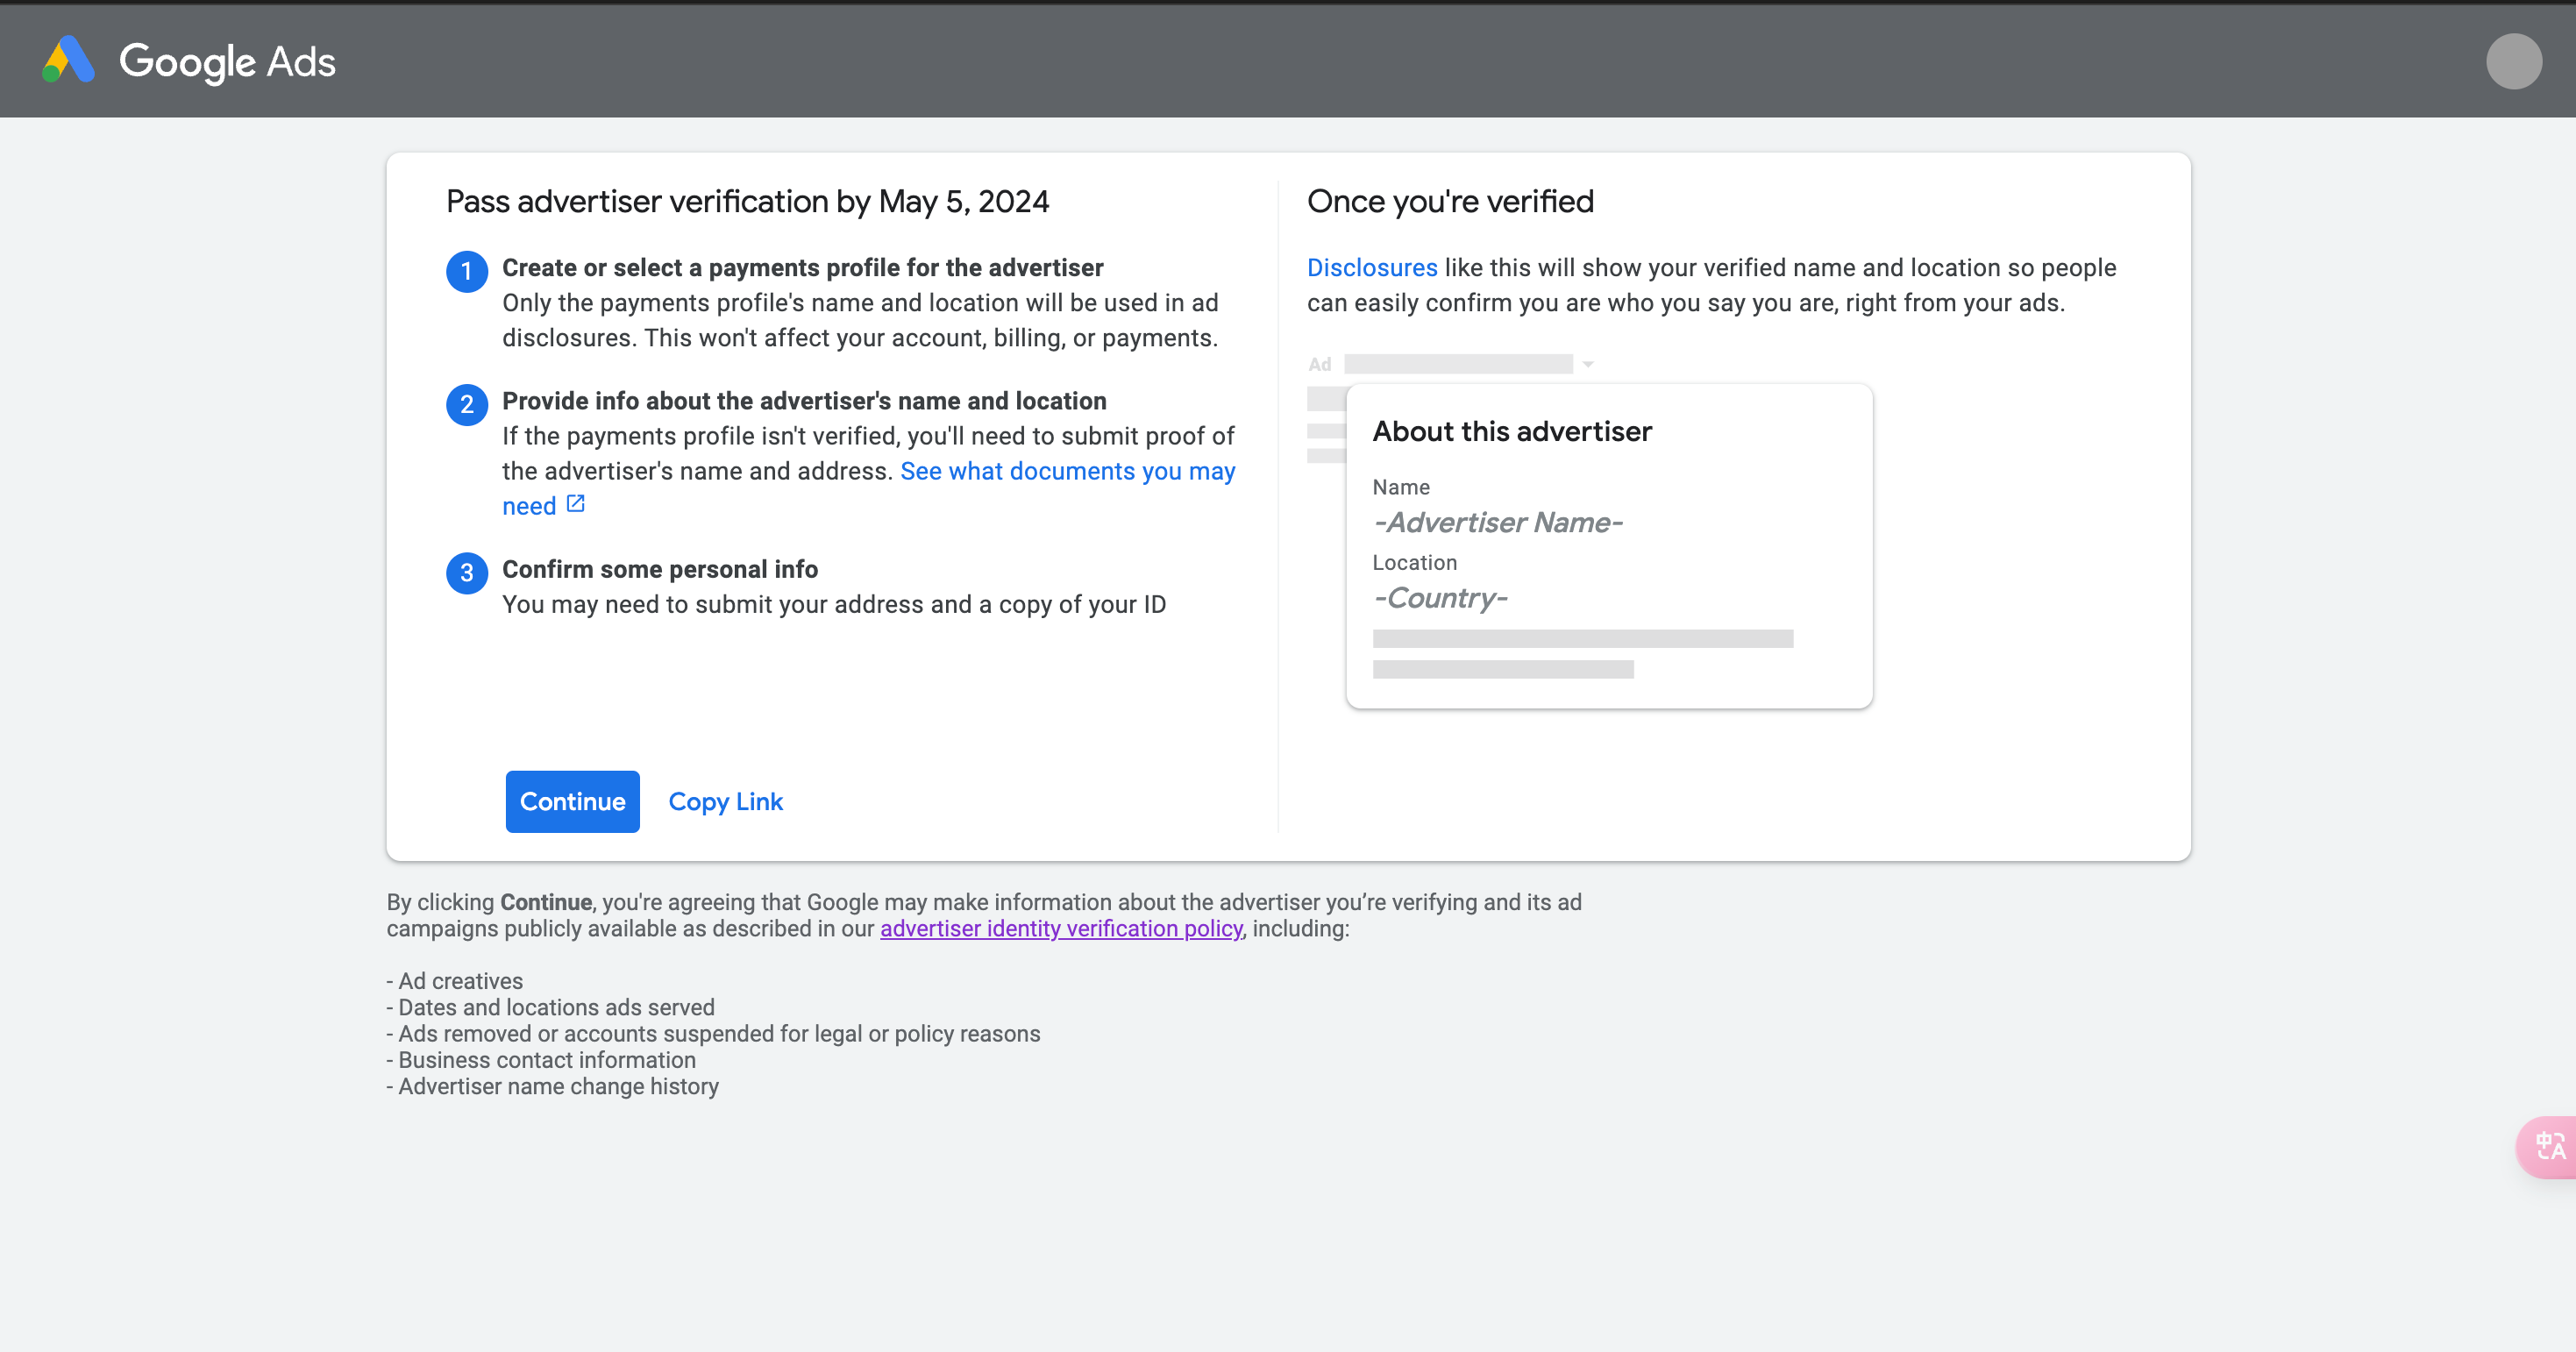 Google Ads
Pass advertiser verification by May 5, 2024
1
Create or select a payments profile for the advertiser
Only the payments profile's name and location will be used in ad
disclosures. This won't affect your account, billing, or payments.
2
Provide info about the advertiser's name and location
If the payments profile isn't verified, you'll need to submit proof of
the advertiser's name and address. See what documents you may
need
3
Confirm some personal info
You may need to submit your address and a copy of your ID
Continue
Copy Link
Once you're verified
Disclosures like this will show your verified name and location so people
can easily confirm you are who you say you are, right from your ads.
Ad
About this advertiser
Name
-Advertiser Name-
Location
-Country-
By clicking Continue, you're agreeing that Google may make information about the advertiser you’re verifying and its ad
campaigns publicly available as described in our advertiser identity verification policy, including:
- Ad creatives
- Dates and locations ads served
- Ads removed or accounts suspended for legal or policy reasons
- Business contact information
- Advertiser name change history
中A